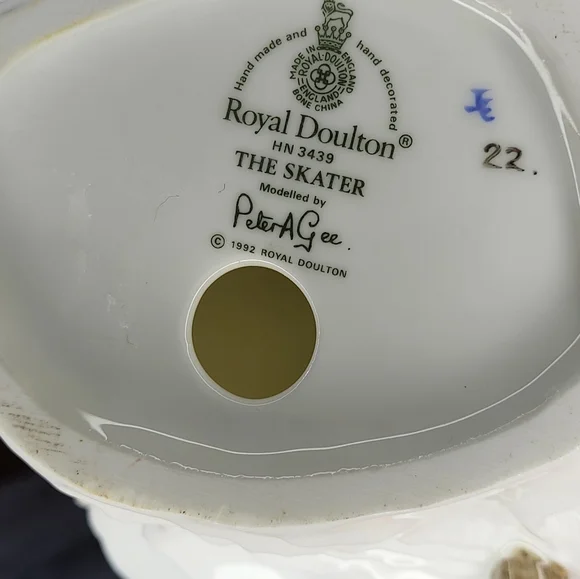 Hand made and hand decorated
MADE IN ENGLAND
ROYAL·DOULTON
ENGLAND
BONE CHINA
Royal Doulton®
HN 3439
THE SKATER
Modelled by
Peter A Gee.
© 1992 ROYAL DOULTON
JE
22.